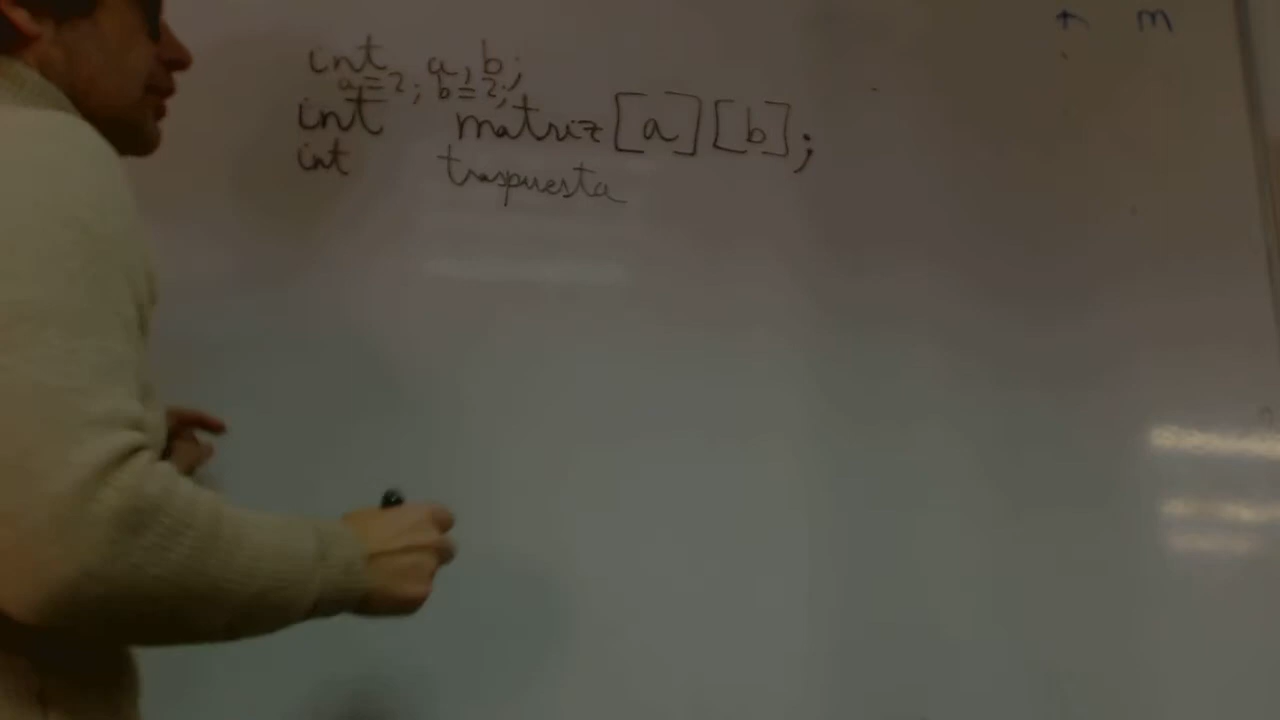 int a, b;
a=2; b=2;
int matriz[a][b];
int traspuesta
m